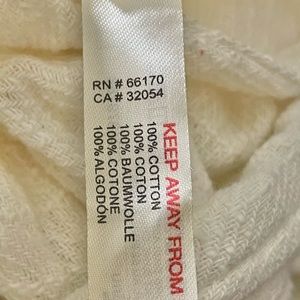 RN # 66170
CA # 32054
KEEP AWAY FROM
100% COTTON
100% COTON
100% BAUMWOLLE
100% COTONE
100% ALGODÓN